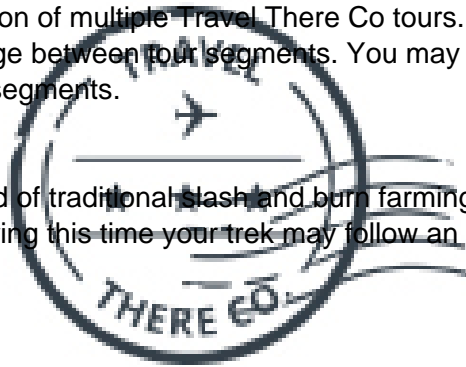 on of multiple Travel There Co tours.
ge between tour segments. You may
segments.
TRAVEL
d of traditional slash and burn farming
ing this time your trek may follow an
THERE CO.